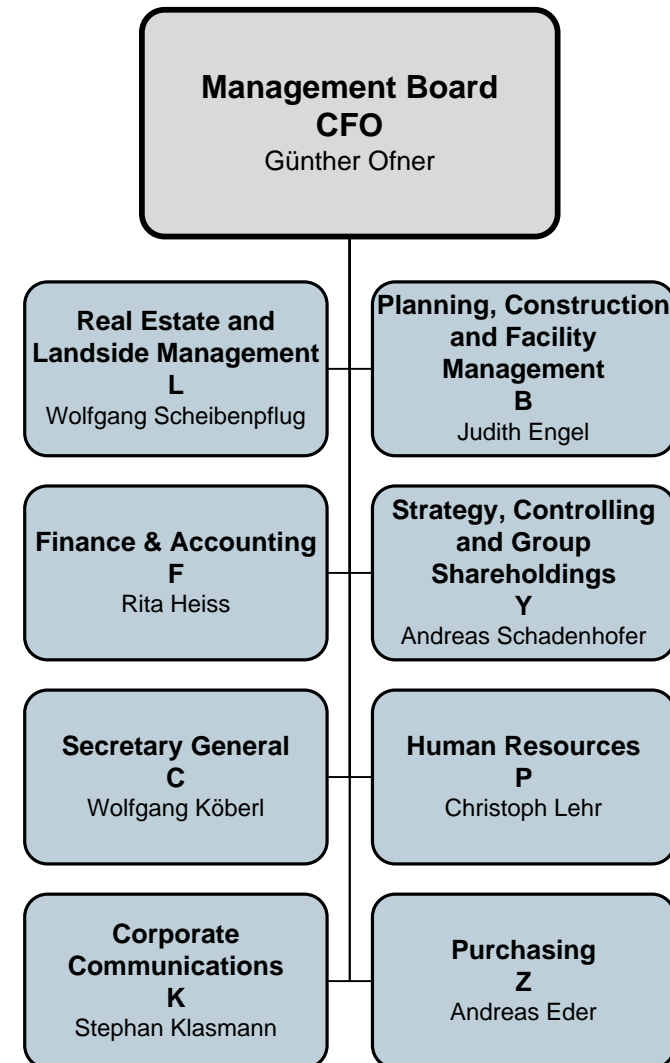 Management Board
CFO
Günther Ofner
Real Estate and
Landside Management
L
Wolfgang Scheibenpflug
Planning, Construction
and Facility
Management
B
Judith Engel
Finance & Accounting
F
Rita Heiss
Strategy, Controlling
and Group
Shareholdings
Y
Andreas Schadenhofer
Secretary General
C
Wolfgang Köberl
Human Resources
P
Christoph Lehr
Corporate
Communications
K
Stephan Klasmann
Purchasing
Z
Andreas Eder